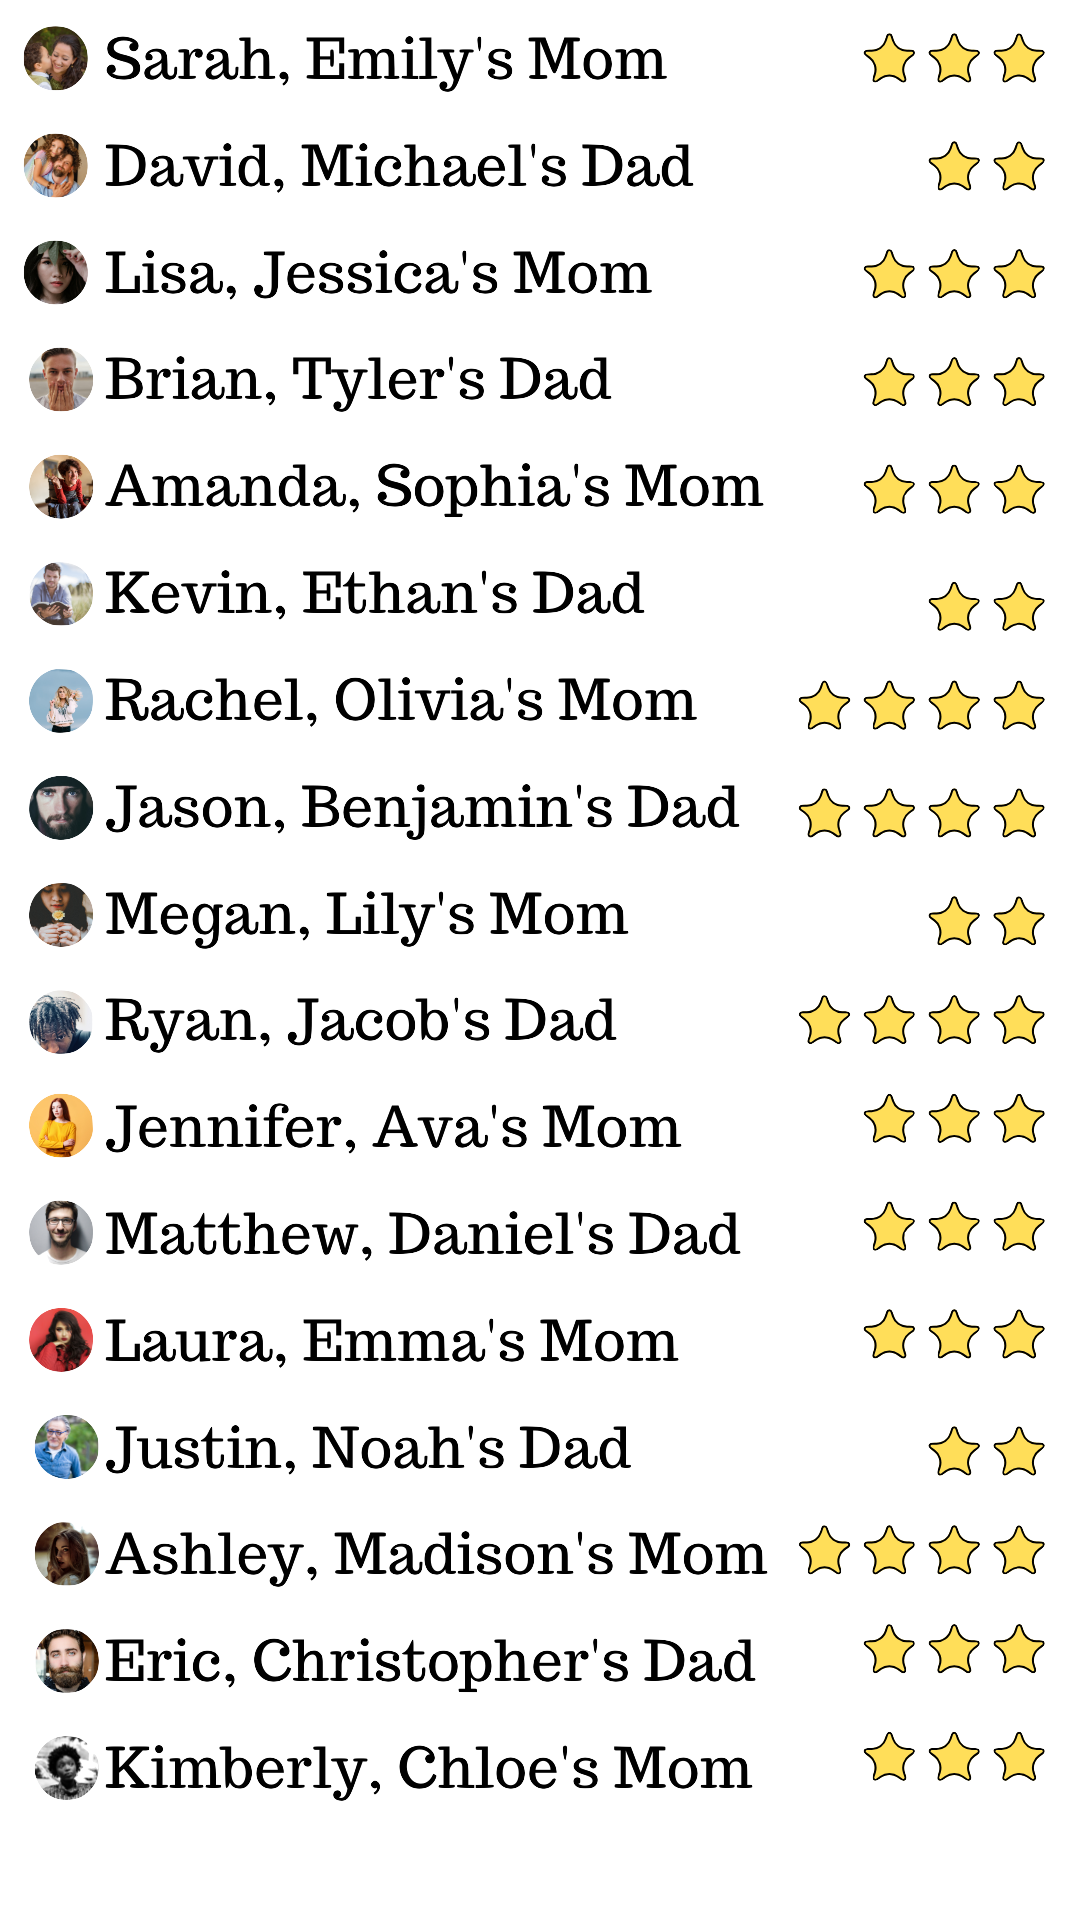 Sarah, Emily's Mom
David, Michael's Dad
Lisa, Jessica's Mom
Brian, Tyler's Dad
Amanda, Sophia's Mom
Kevin, Ethan's Dad
Rachel, Olivia's Mom
Jason, Benjamin's Dad
Megan, Lily's Mom
Ryan, Jacob's Dad
Jennifer, Ava's Mom
Matthew, Daniel's Dad
Laura, Emma's Mom
Justin, Noah's Dad
Ashley, Madison's Mom
Eric, Christopher's Dad
Kimberly, Chloe's Mom